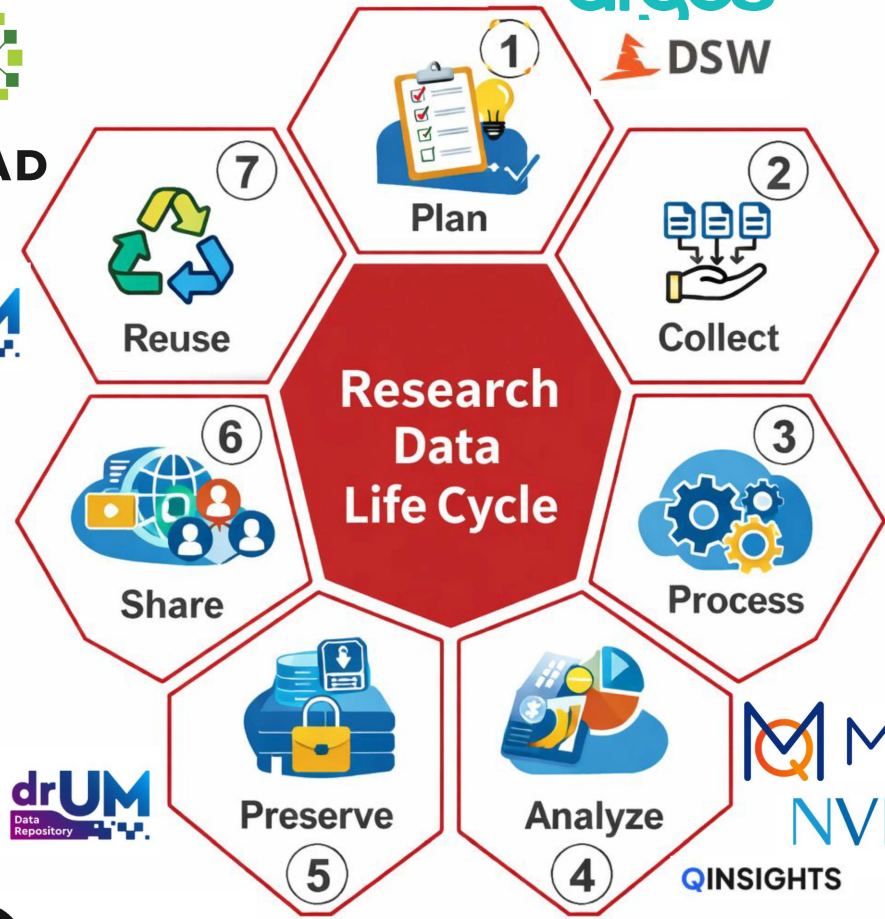 DSW
1
Plan
2
Collect
3
Process
4
Analyze
5
Preserve
6
Share
7
Reuse
Research
Data
Life Cycle
drUM
Data
Repository
QINSIGHTS